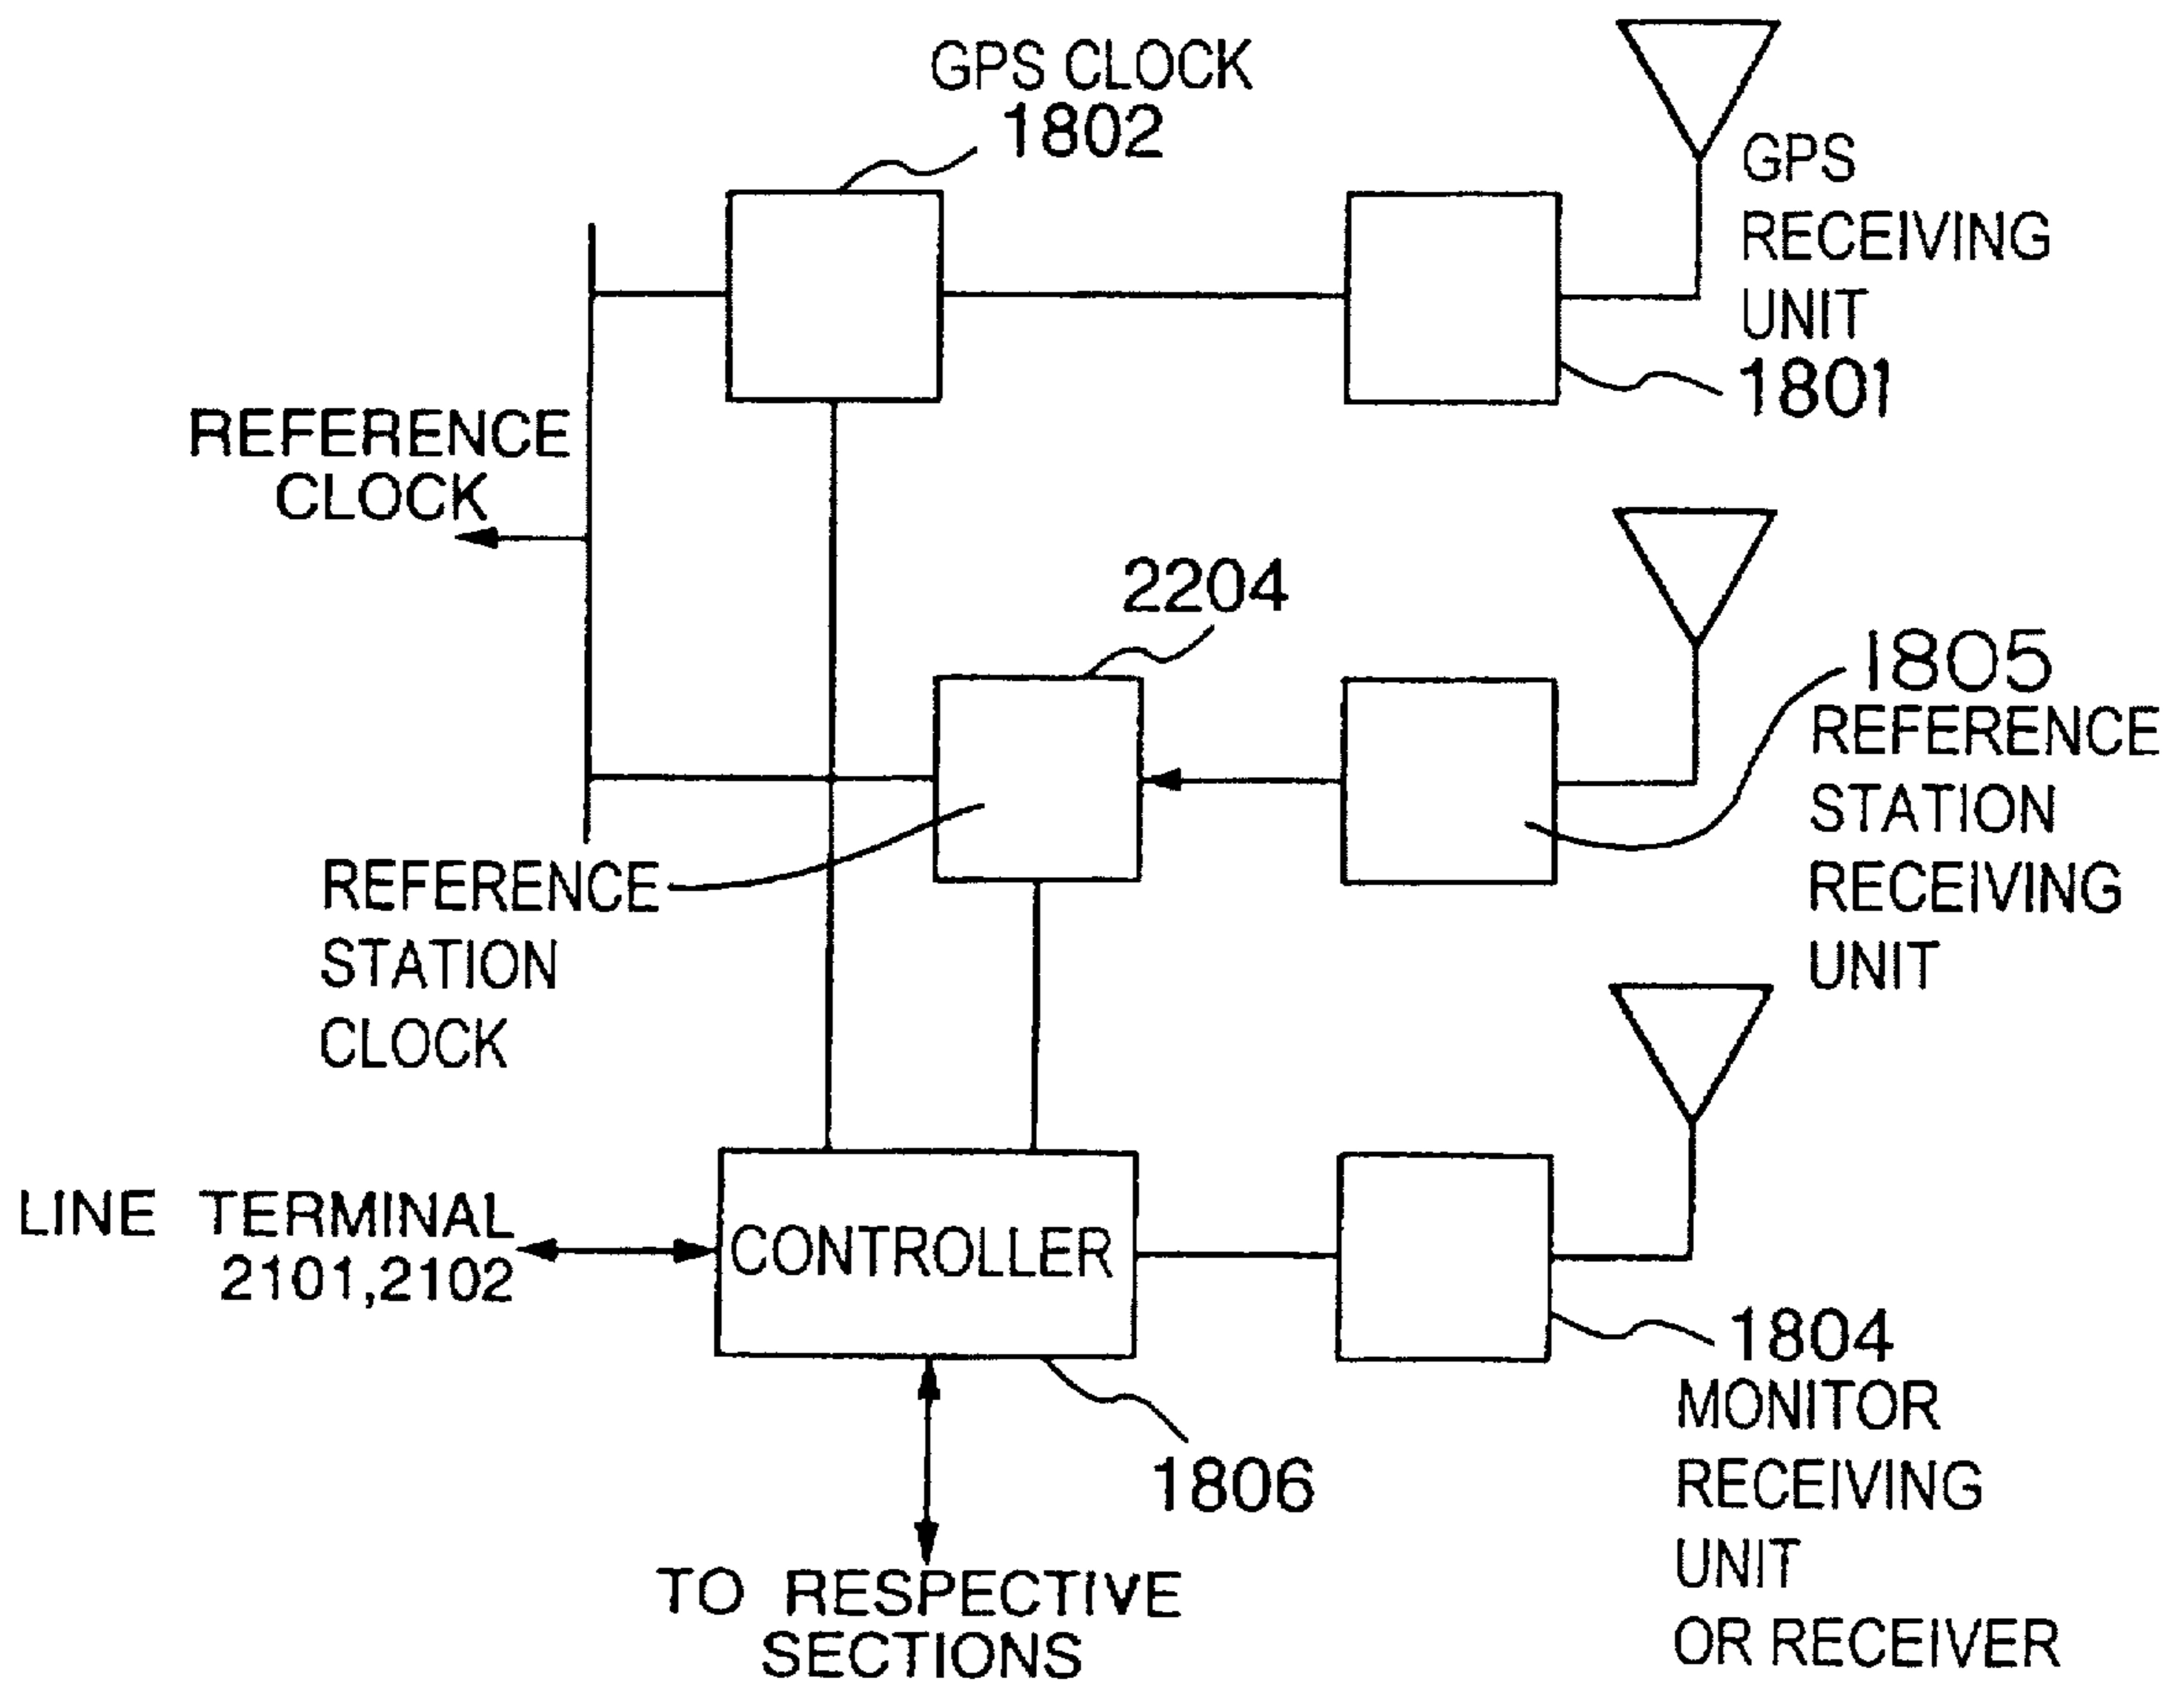 GPS CLOCK
1802
GPS
RECEIVING
UNIT
1801
REFERENCE
CLOCK
2204
1805
REFERENCE
STATION
RECEIVING
UNIT
REFERENCE
STATION
CLOCK
LINE TERMINAL
2101,2102
CONTROLLER
1804
MONITOR
RECEIVING
UNIT
OR RECEIVER
1806
TO RESPECTIVE
SECTIONS